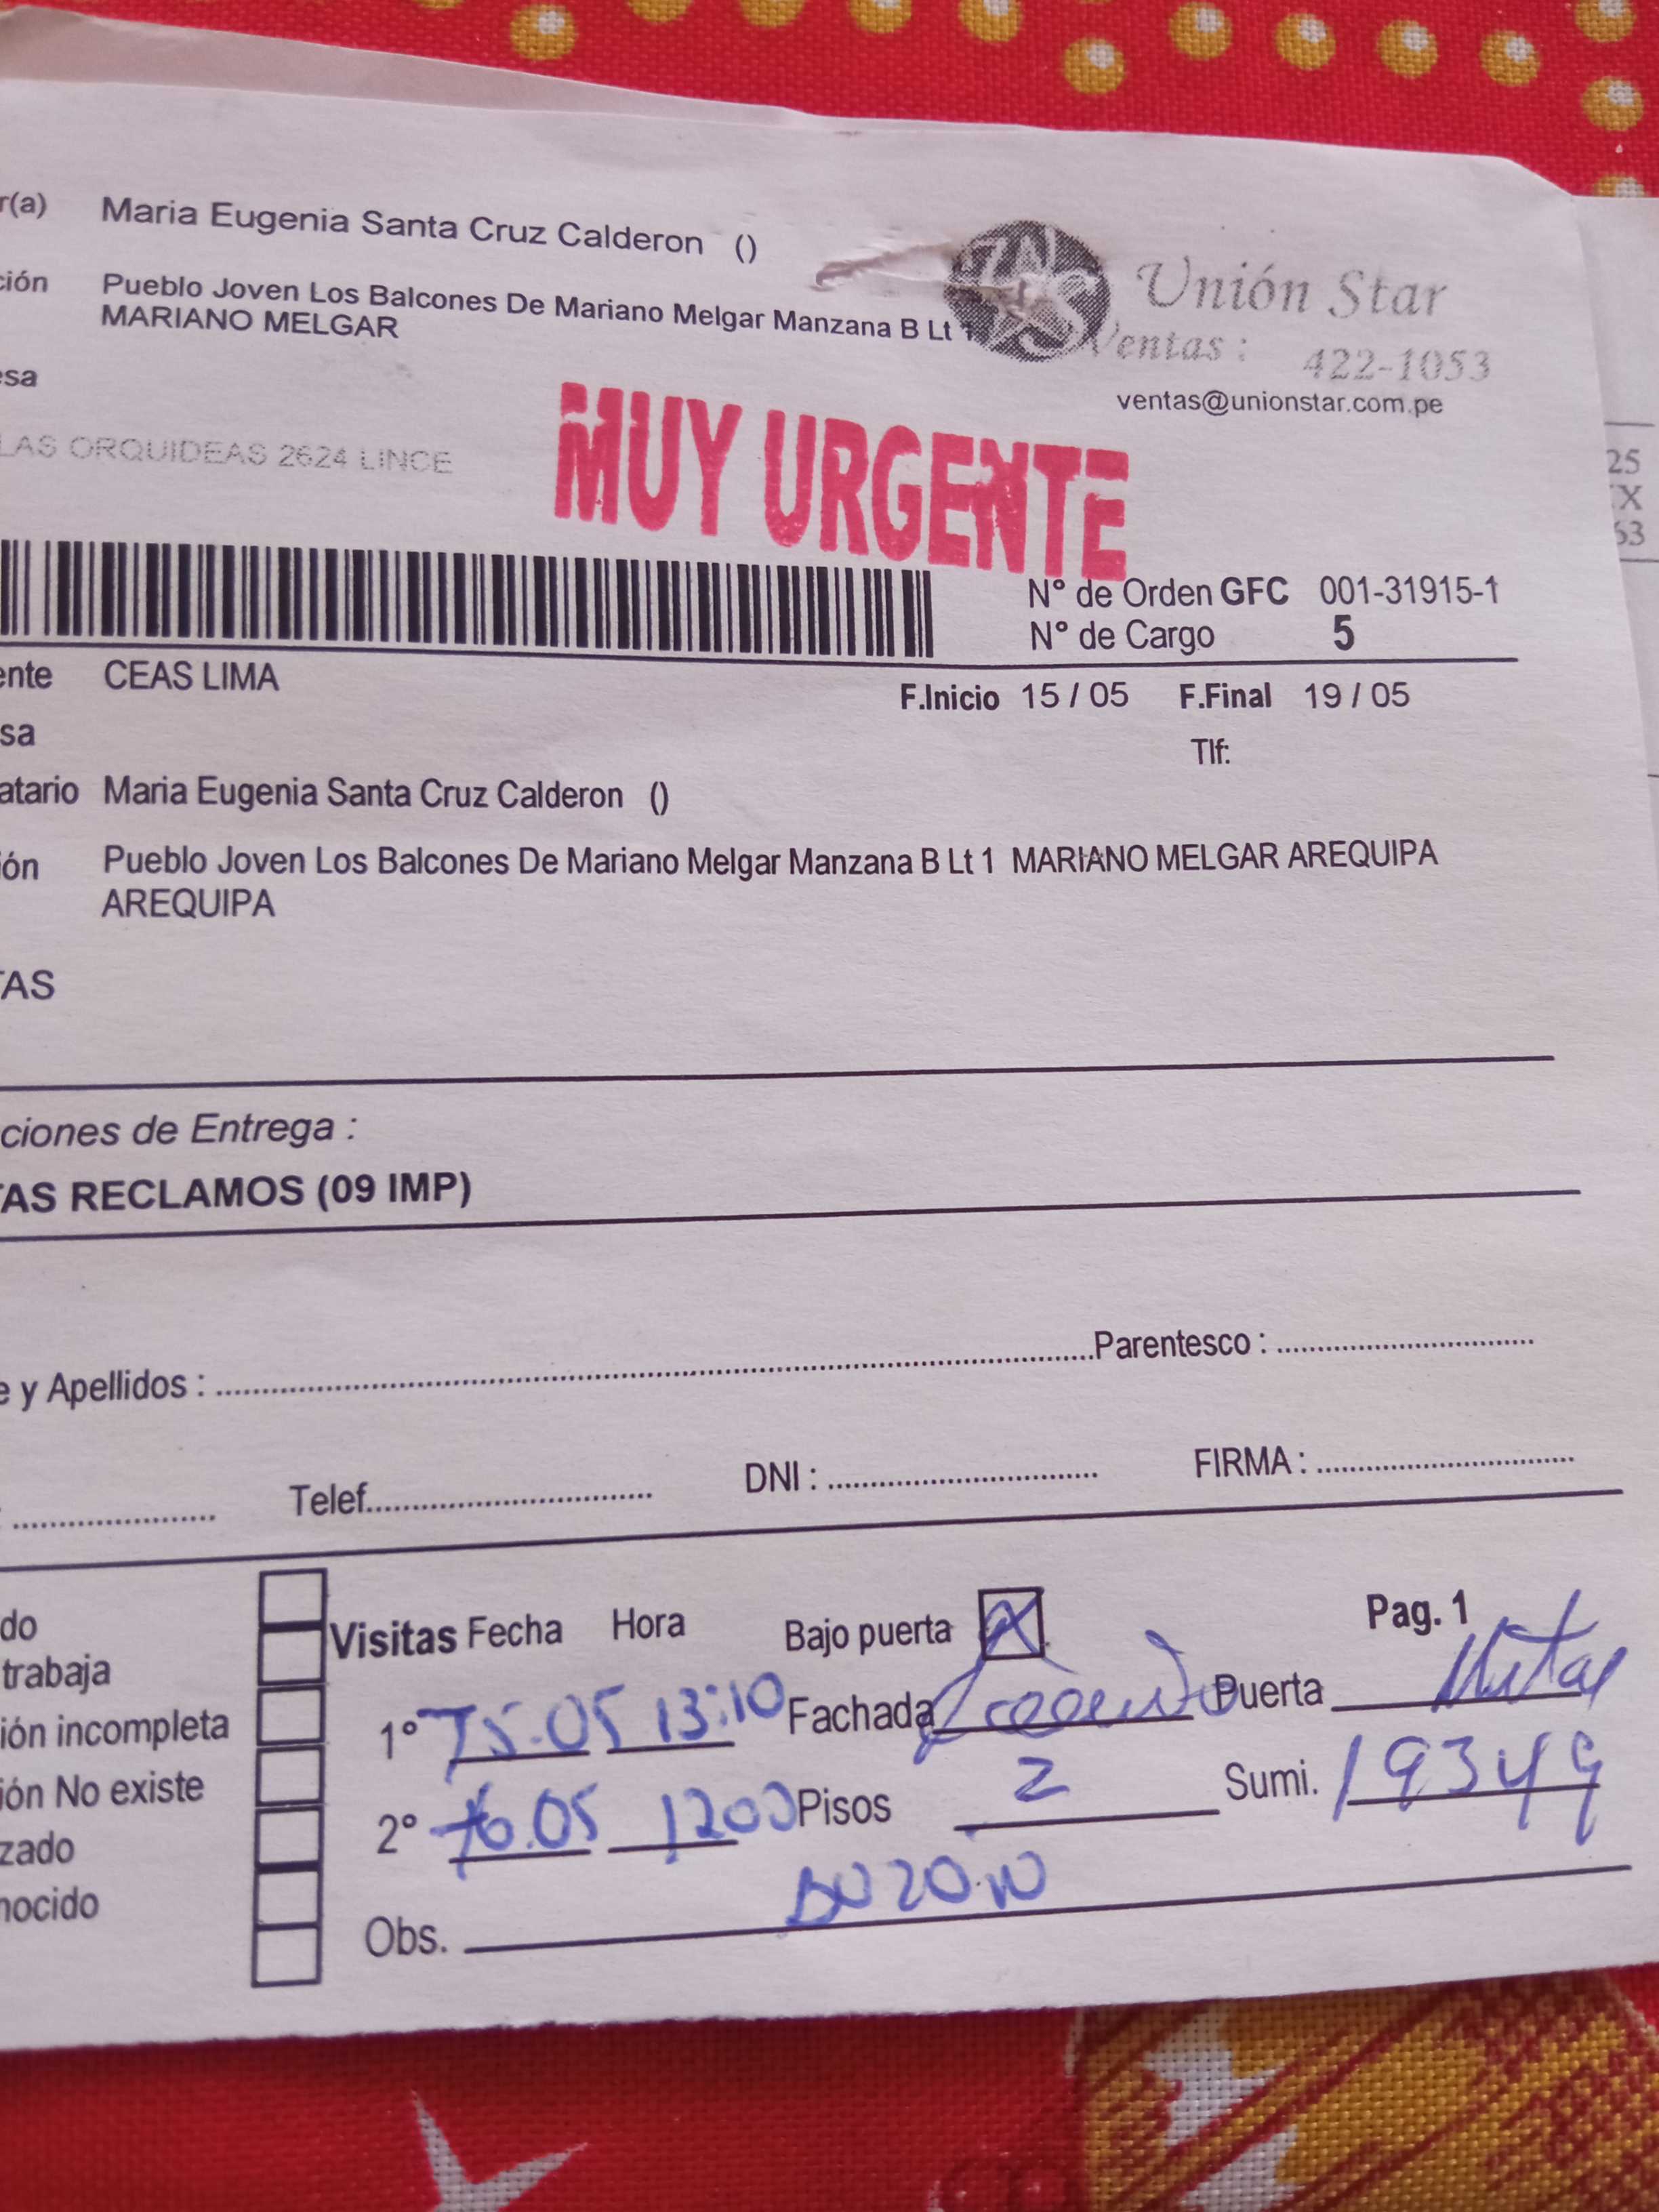 r(a) Maria Eugenia Santa Cruz Calderon ()
ción Pueblo Joven Los Balcones De Mariano Melgar Manzana B Lt 1
MARIANO MELGAR
Unión Star
Ventas : 422-1053
ventas@unionstar.com.pe
esa
LAS ORQUIDEAS 2624 LINCE
MUY URGENTE
25
X
63
N° de Orden GFC 001-31915-1
N° de Cargo 5
ente CEAS LIMA
F.Inicio 15 / 05 F.Final 19 / 05
sa
Tlf:
atario Maria Eugenia Santa Cruz Calderon ()
ión Pueblo Joven Los Balcones De Mariano Melgar Manzana B Lt 1 MARIANO MELGAR AREQUIPA
AREQUIPA
TAS
ciones de Entrega :
TAS RECLAMOS (09 IMP)
e y Apellidos : Parentesco :
Telef. DNI : FIRMA :
do
trabaja
ión incompleta
ión No existe
zado
nocido
Visitas Fecha Hora Bajo puerta X Pag. 1
1° 15.05 13:10 Fachada Puerta Metal
2° 16.05 1200 Pisos 2 Sumi. 19349
Obs. BUZON